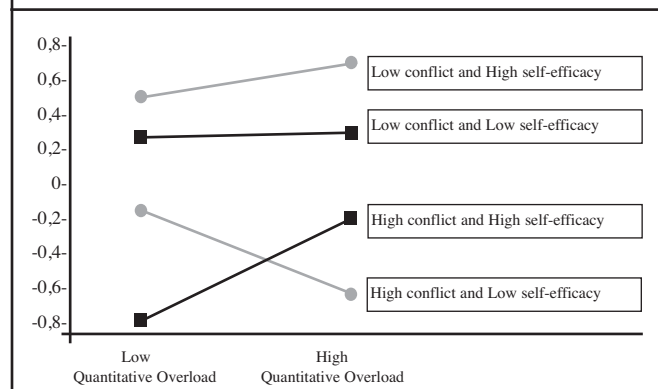 0,8-
0,6-
0,4-
0,2-
0-
-0,2-
-0,4-
-0,6-
-0,8-
Low conflict and High self-efficacy
Low conflict and Low self-efficacy
High conflict and High self-efficacy
High conflict and Low self-efficacy
Low
Quantitative Overload
High
Quantitative Overload